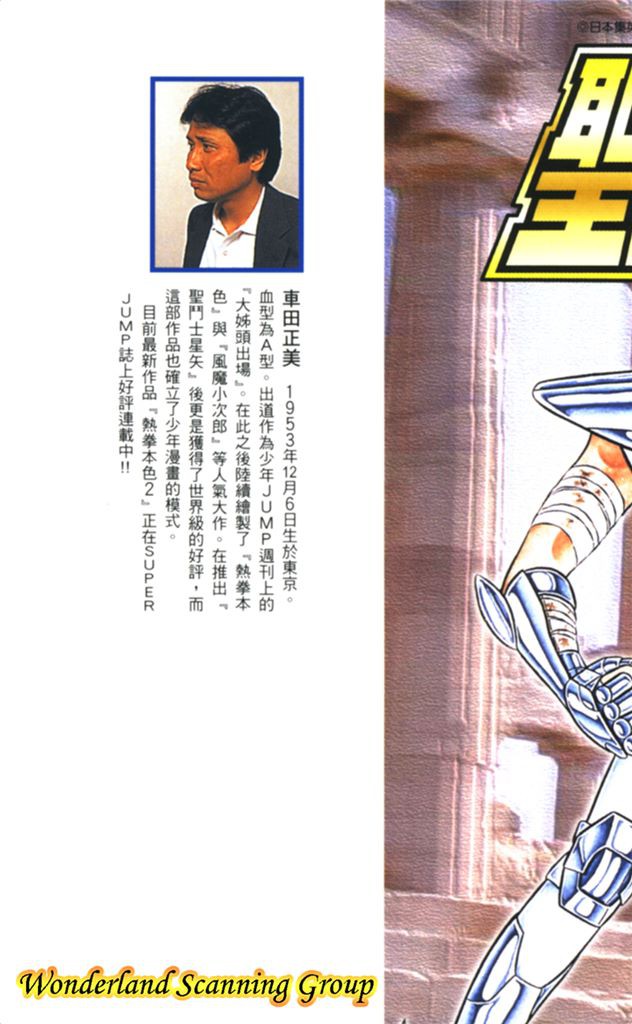 ©日本集英
聖
車田正美 1953年12月6日生於東京。
血型為A型。出道作為少年JUMP週刊上的
『大姊頭出場』。在此之後陸續繪製了『熱拳本
色』與『風魔小次郎』等人氣大作。在推出『
聖鬥士星矢』後更是獲得了世界級的好評，而
這部作品也確立了少年漫畫的模式。
目前最新作品『熱拳本色2』正在SUPER
JUMP誌上好評連載中!!
Wonderland Scanning Group